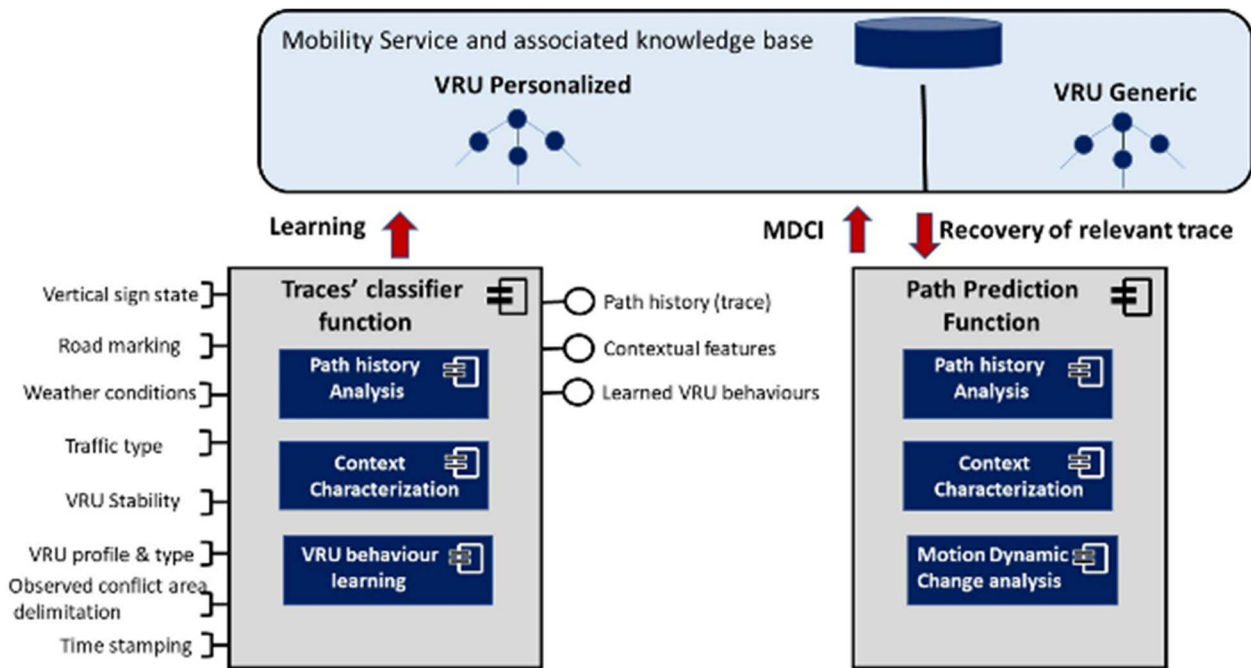 Mobility Service and associated knowledge base
VRU Personalized
VRU Generic
Learning
MDCI
Recovery of relevant trace
Traces' classifier
function
Path history
Analysis
Context
Characterization
VRU behaviour
learning
Vertical sign state
Road marking
Weather conditions
Traffic type
VRU Stability
VRU profile & type
Observed conflict area
delimitation
Time stamping
Path history (trace)
Contextual features
Learned VRU behaviours
Path Prediction
Function
Path history
Analysis
Context
Characterization
Motion Dynamic
Change analysis